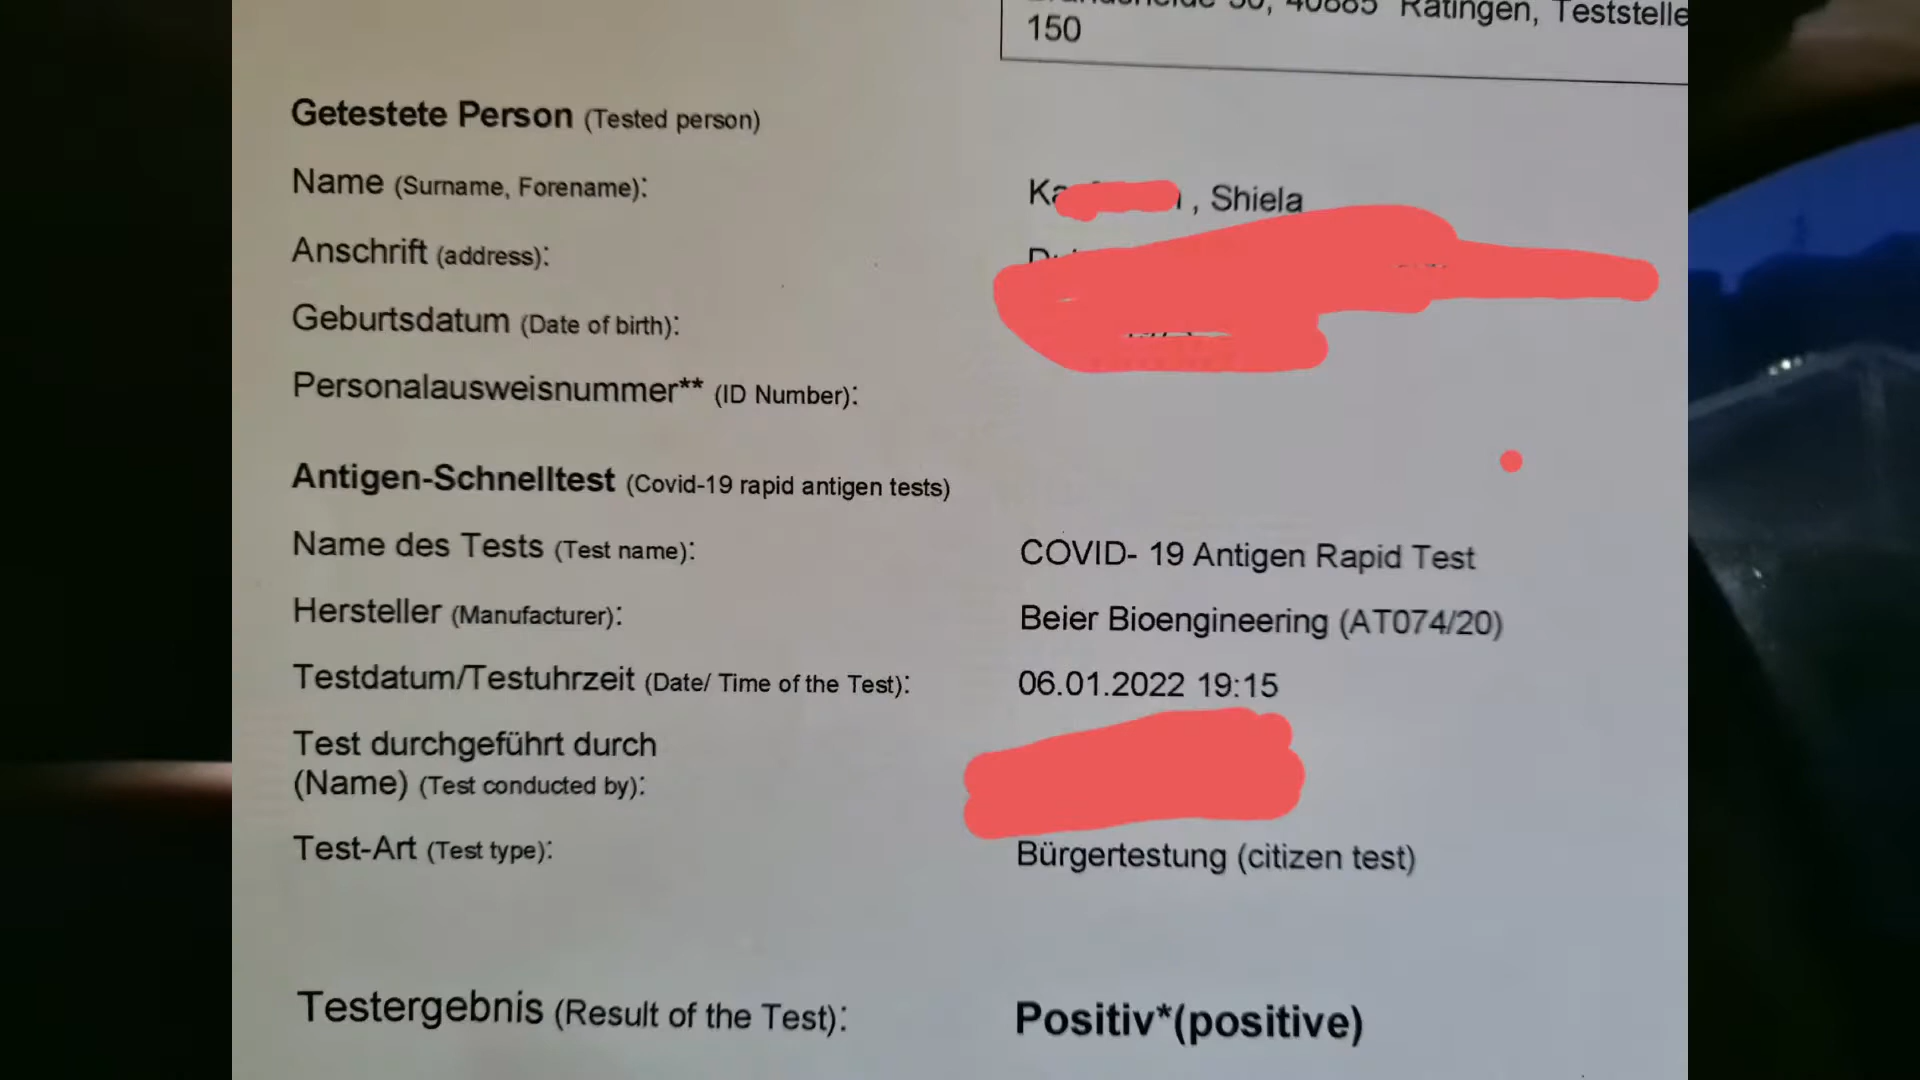 40885 Ratingen, Teststelle
150
Getestete Person (Tested person)
Name (Surname, Forename):
, Shiela
Anschrift (address):
Geburtsdatum (Date of birth):
Personalausweisnummer** (ID Number):
Antigen-Schnelltest (Covid-19 rapid antigen tests)
Name des Tests (Test name):
COVID- 19 Antigen Rapid Test
Hersteller (Manufacturer):
Beier Bioengineering (AT074/20)
Testdatum/Testuhrzeit (Date/ Time of the Test):
06.01.2022 19:15
Test durchgeführt durch
(Name) (Test conducted by):
Test-Art (Test type):
Bürgertestung (citizen test)
Testergebnis (Result of the Test):
Positiv*(positive)